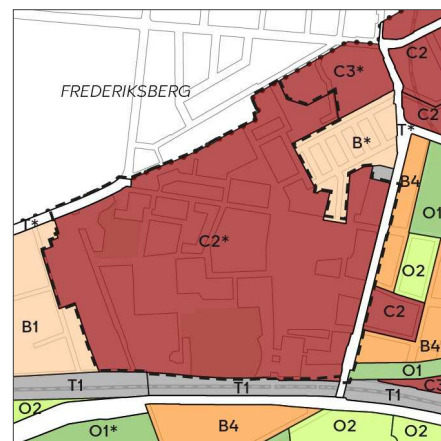 C2
C3*
FREDERIKSBERG
C2
B*
T*
B4
O1
T*
C2*
O2
B1
C2
B4
O1
T1
T1
C3
T1
O2
O1*
B4
O2
O2